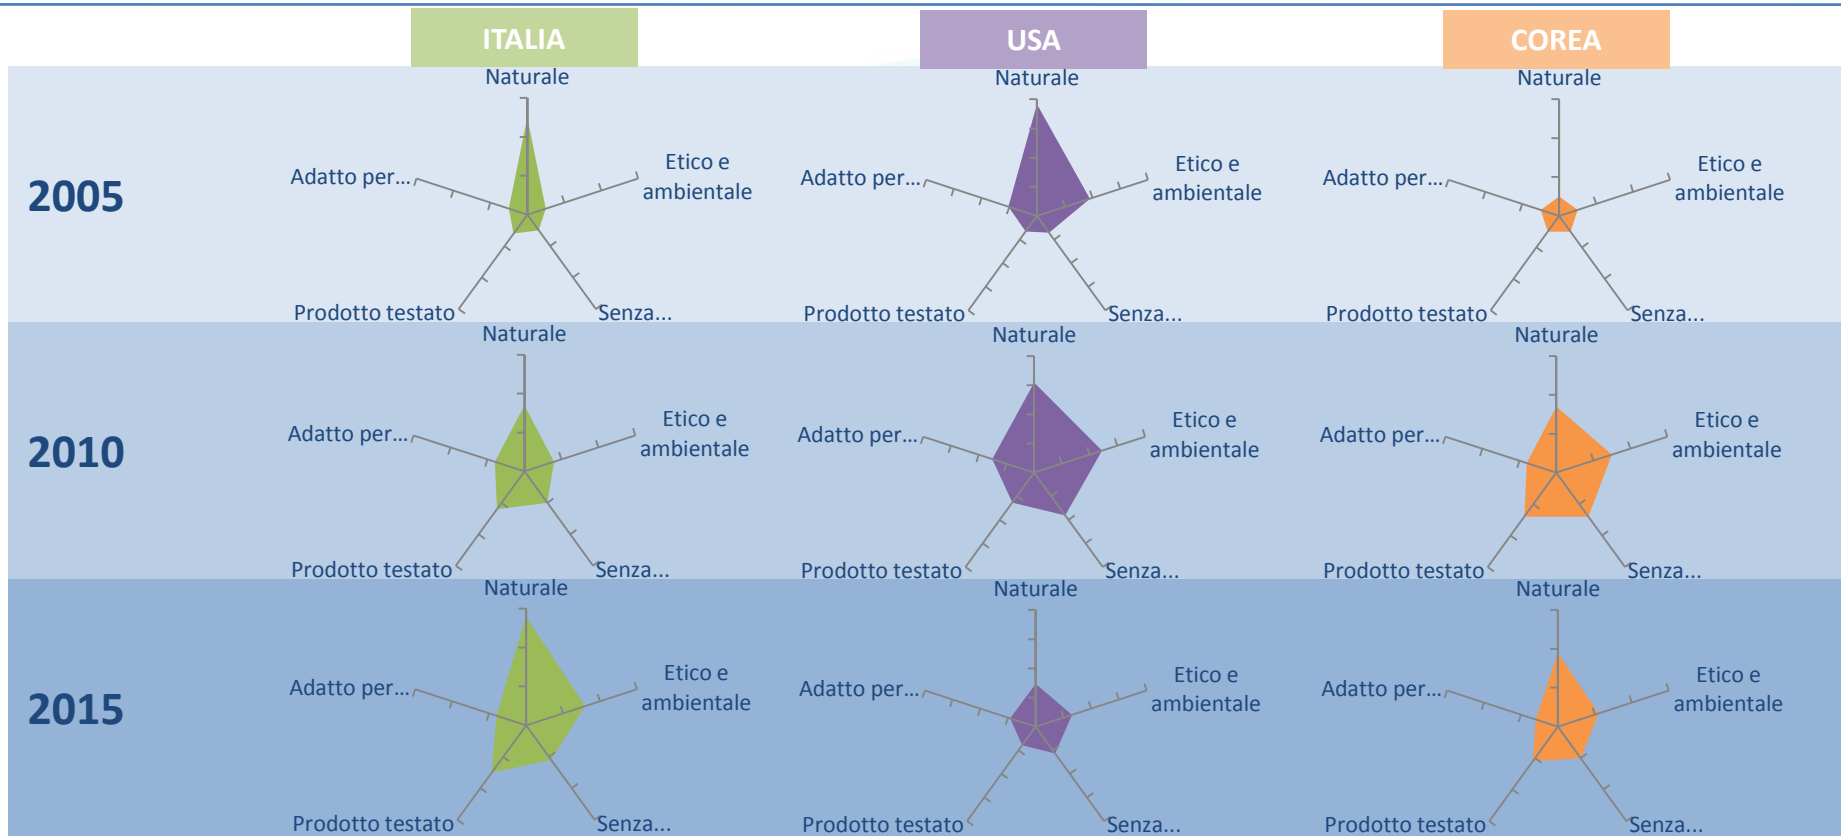 ITALIA
USA
COREA
2005
Naturale
Etico e
ambientale
Senza...
Prodotto testato
Adatto per...
Naturale
Etico e
ambientale
Senza...
Prodotto testato
Adatto per...
Naturale
Etico e
ambientale
Senza...
Prodotto testato
Adatto per...
2010
Naturale
Etico e
ambientale
Senza...
Prodotto testato
Adatto per...
Naturale
Etico e
ambientale
Senza...
Prodotto testato
Adatto per...
Naturale
Etico e
ambientale
Senza...
Prodotto testato
Adatto per...
2015
Naturale
Etico e
ambientale
Senza...
Prodotto testato
Adatto per...
Naturale
Etico e
ambientale
Senza...
Prodotto testato
Adatto per...
Naturale
Etico e
ambientale
Senza...
Prodotto testato
Adatto per...